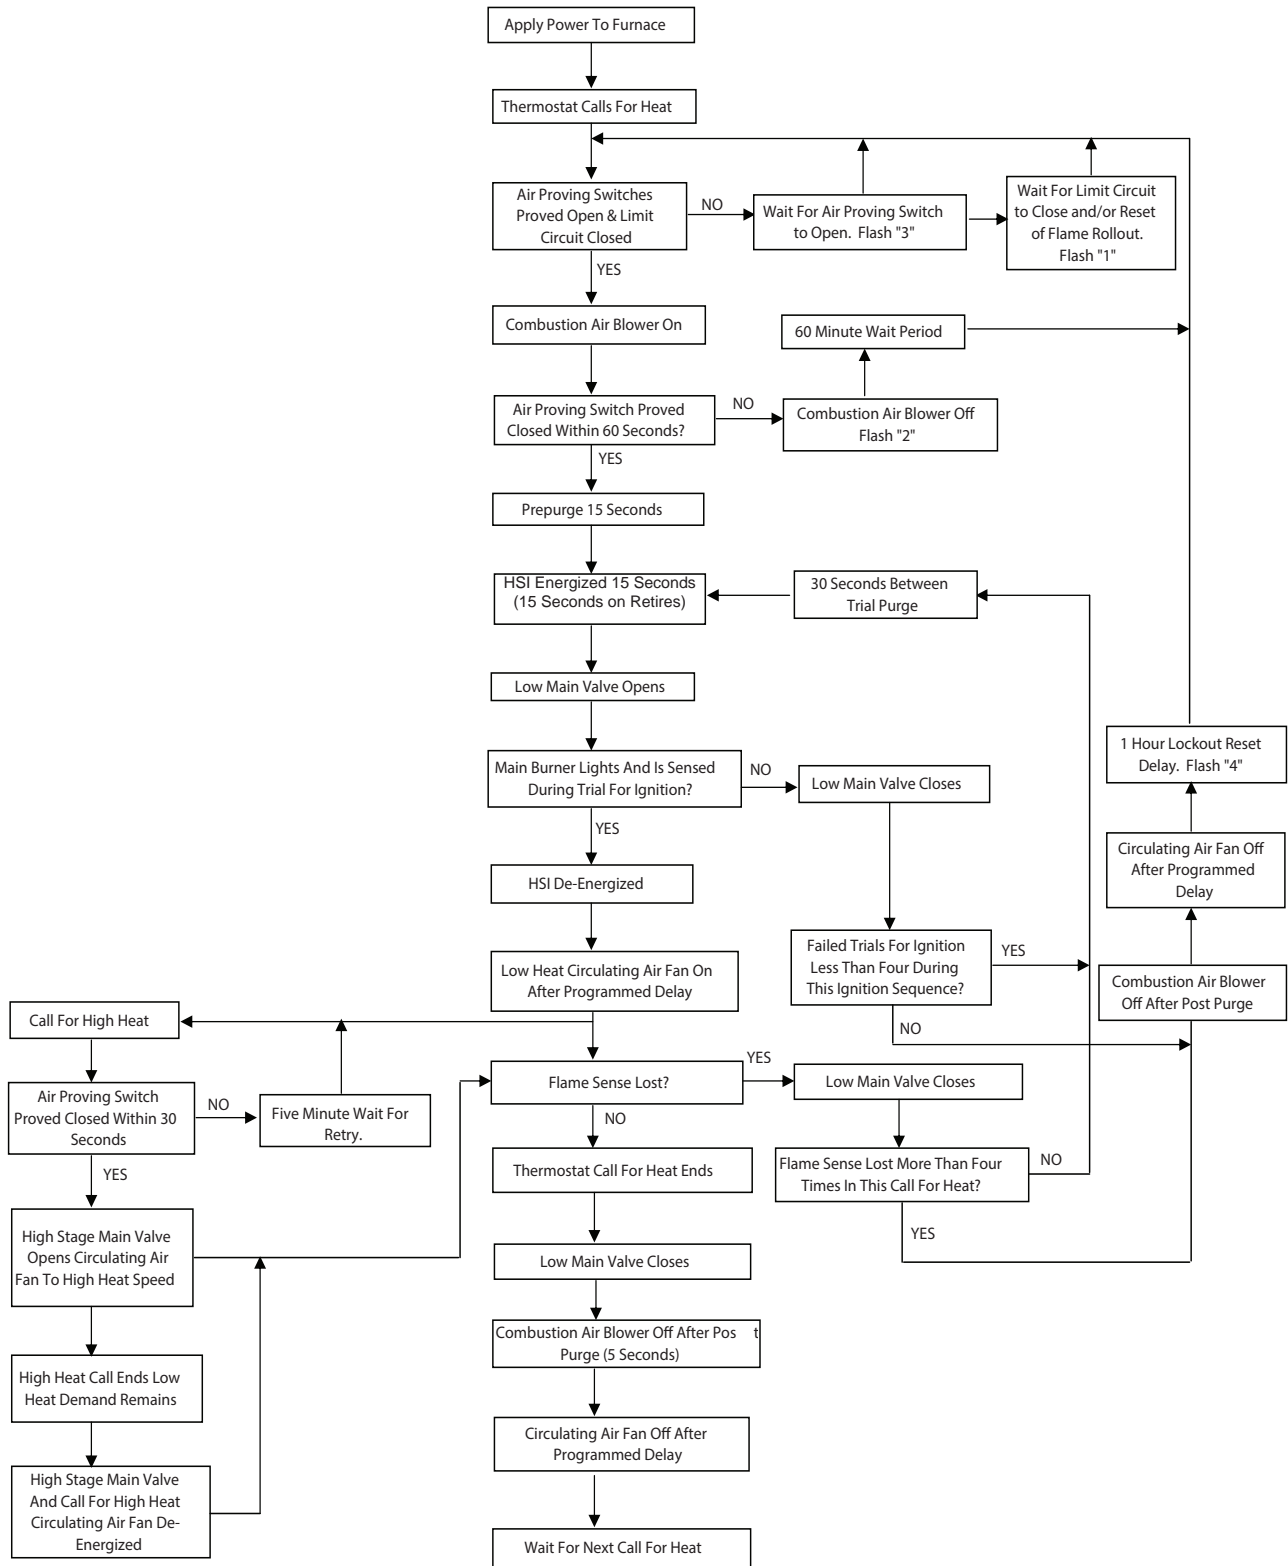 Apply Power To Furnace
Thermostat Calls For Heat
Air Proving Switches
Proved Open & Limit
Circuit Closed
NO
Wait For Air Proving Switch
to Open. Flash "3"
Wait For Limit Circuit
to Close and/or Reset
of Flame Rollout.
Flash "1"
YES
Combustion Air Blower On
60 Minute Wait Period
Air Proving Switch Proved
Closed Within 60 Seconds?
NO
Combustion Air Blower Off
Flash "2"
YES
Prepurge 15 Seconds
HSI Energized 15 Seconds
(15 Seconds on Retires)
30 Seconds Between
Trial Purge
Low Main Valve Opens
Main Burner Lights And Is Sensed
During Trial For Ignition?
NO
Low Main Valve Closes
1 Hour Lockout Reset
Delay. Flash "4"
YES
HSI De-Energized
Circulating Air Fan Off
After Programmed
Delay
Low Heat Circulating Air Fan On
After Programmed Delay
Failed Trials For Ignition
Less Than Four During
This Ignition Sequence?
YES
Combustion Air Blower
Off After Post Purge
NO
Call For High Heat
Flame Sense Lost?
YES
Low Main Valve Closes
Air Proving Switch
Proved Closed Within 30
Seconds
NO
Five Minute Wait For
Retry.
NO
YES
Thermostat Call For Heat Ends
Flame Sense Lost More Than Four
Times In This Call For Heat?
NO
YES
High Stage Main Valve
Opens Circulating Air
Fan To High Heat Speed
Low Main Valve Closes
Combustion Air Blower Off After Pos t
Purge (5 Seconds)
High Heat Call Ends Low
Heat Demand Remains
Circulating Air Fan Off After
Programmed Delay
High Stage Main Valve
And Call For High Heat
Circulating Air Fan De-
Energized
Wait For Next Call For Heat